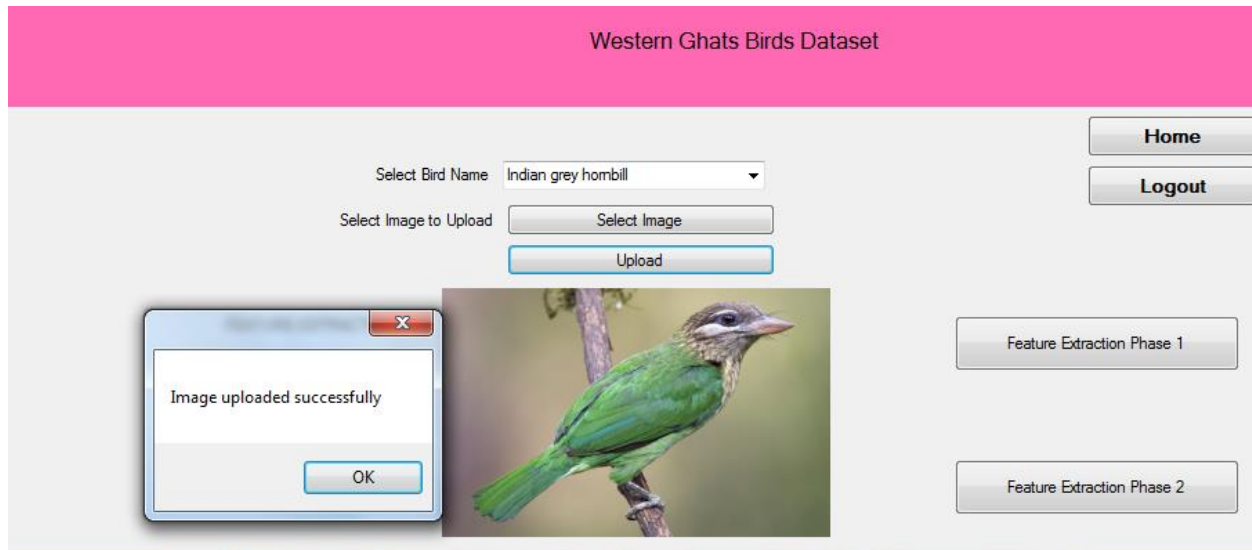 Western Ghats Birds Dataset
Home
Select Bird Name Indian grey hornbill
Logout
Select Image to Upload Select Image
Upload
Feature Extraction Phase 1
Image uploaded successfully
OK
Feature Extraction Phase 2